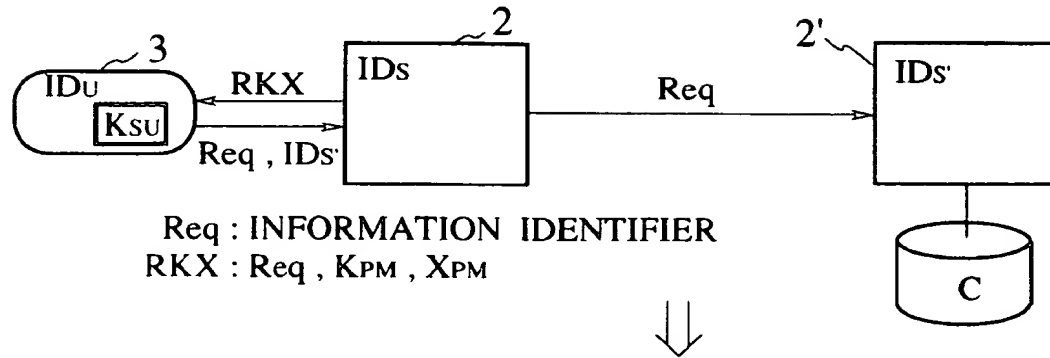 3
2
2'
IDU
IDS
IDS'
RKX
Req
KSU
Req , IDS'
Req : INFORMATION IDENTIFIER
RKX : Req , KPM , XPM
C